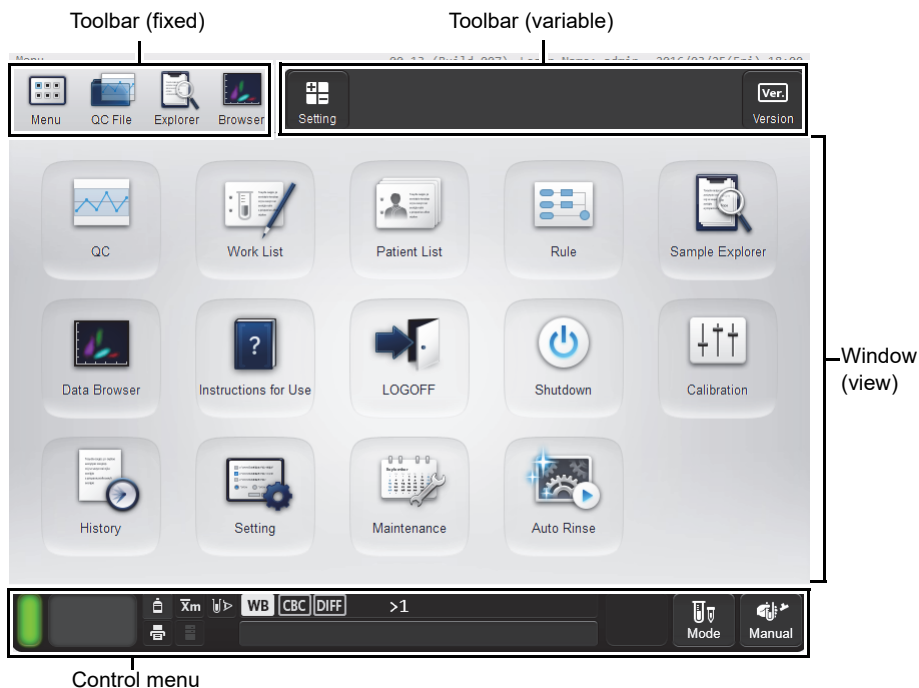 Toolbar (fixed)
Toolbar (variable)
Menu
QC File
Explorer
Browser
Setting
Ver.
Version
QC
Work List
Patient List
Rule
Sample Explorer
Data Browser
?
Instructions for Use
LOGOFF
Shutdown
Calibration
Window
(view)
History
Setting
Maintenance
Auto Rinse
Xm
WB
CBC
DIFF
>1
Mode
Manual
Control menu